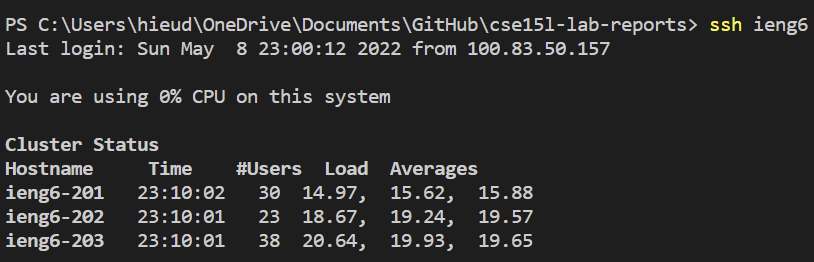 PS C:\Users\hieud\OneDrive\Documents\GitHub\cse15l-lab-reports> ssh ieng6
Last login: Sun May  8 23:00:12 2022 from 100.83.50.157
You are using 0% CPU on this system
Cluster Status
Hostname     Time    #Users  Load  Averages
ieng6-201   23:10:02   30  14.97,  15.62,  15.88
ieng6-202   23:10:01   23  18.67,  19.24,  19.57
ieng6-203   23:10:01   38  20.64,  19.93,  19.65